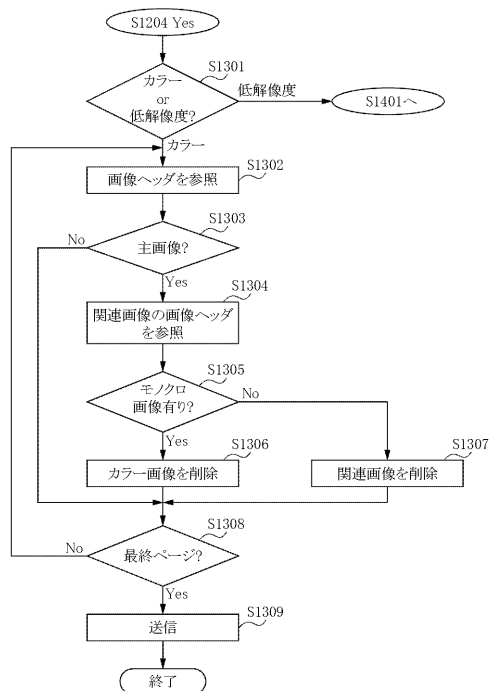 S1204 Yes
S1301
カラー
or
低解像度?
低解像度
S1401へ
カラー
S1302
画像ヘッダを参照
S1303
No
主画像?
Yes
S1304
関連画像の画像ヘッダ
を参照
S1305
モノクロ
画像有り?
No
Yes
S1306
カラー画像を削除
S1307
関連画像を削除
S1308
No
最終ページ?
Yes
S1309
送信
終了